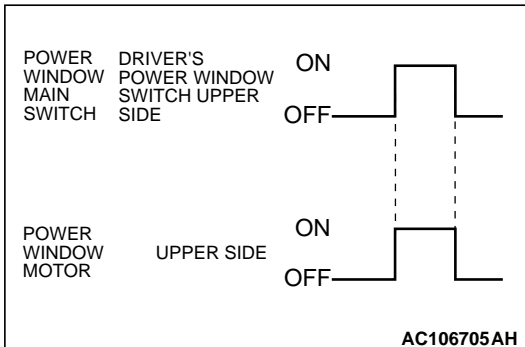 POWER WINDOW MAIN SWITCH
DRIVER'S POWER WINDOW SWITCH UPPER SIDE
ON
OFF
POWER WINDOW MOTOR
UPPER SIDE
ON
OFF
AC106705AH